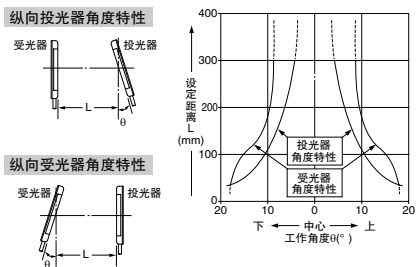 纵向投光器角度特性
受光器 投光器
L
θ
纵向受光器角度特性
受光器 投光器
L
θ
400
300
200
100
0
设定距离L
(mm)
投光器
角度特性
受光器
角度特性
20 10 0 10 20
下 中心 上
工作角度θ(°)